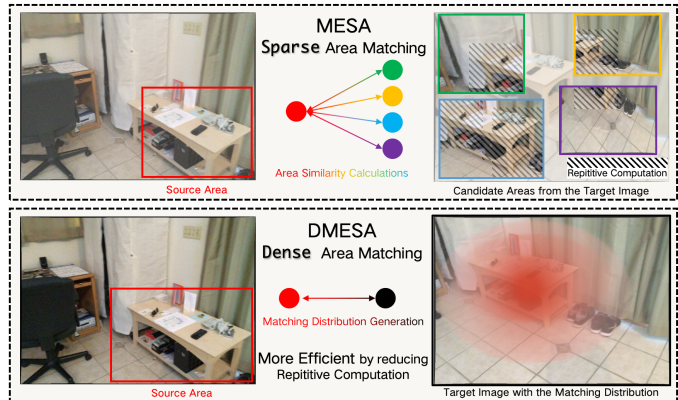 MESA
Sparse Area Matching
Area Similarity Calculations
Source Area
Repititive Computation
Candidate Areas from the Target Image
DMESA
Dense Area Matching
Matching Distribution Generation
More Efficient by reducing
Repititive Computation
Source Area
Target Image with the Matching Distribution